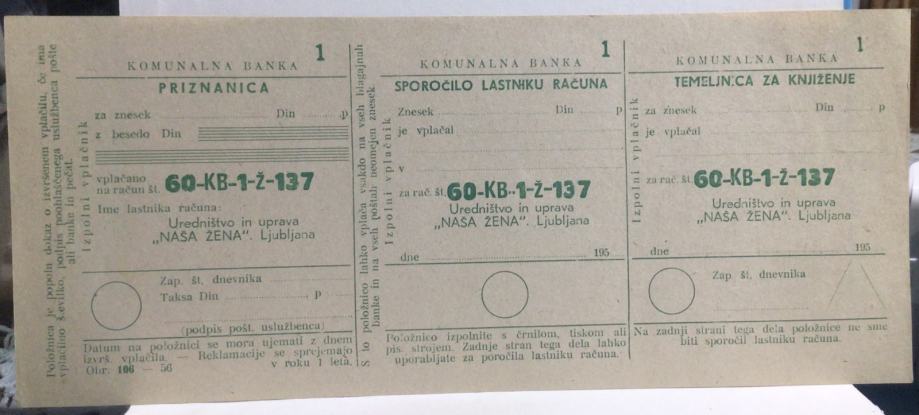 Položnica je popoln dokaz o izvršenem vplačilu, če ima
vplačilno številko, podpis pooblaščenega uslužbenca pošte
ali banke in pečat.
Izpolni vplačnik
KOMUNALNA BANKA 1
PRIZNANICA
za znesek Din p
z besedo Din
vplačano
na račun št. 60-KB-1-Ž-137
Ime lastnika računa:
Uredništvo in uprava
„NAŠA ŽENA“. Ljubljana
Zap. št. dnevnika
Taksa Din p
(podpis pošt. uslužbenca)
Datum na položnici se mora ujemati z dnem
izvrš. vplačila. — Reklamacije se sprejemajo
v roku 1 leta.
Obr. 106 — 56
S to položnico lahko vplača vsakdo na vseh blagajnah
banke in na vseh poštah neomejen znesek.
Izpolni vplačnik
KOMUNALNA BANKA 1
SPOROČILO LASTNIKU RAČUNA
Znesek Din p
je vplačal
v
za rač. št. 60-KB-1-Ž-137
Uredništvo in uprava
„NAŠA ŽENA“. Ljubljana
dne 195
Položnico izpolnite s črnilom, tiskom ali
pis. strojem. Zadnje stran tega dela lahko
uporabljate za poročila lastniku računa.
Izpolni vplačnik
KOMUNALNA BANKA 1
TEMELJNICA ZA KNJIŽENJE
za znesek Din p
je vplačal
za rač. št. 60-KB-1-Ž-137
Uredništvo in uprava
„NAŠA ŽENA“. Ljubljana
dne 195
Zap. št. dnevnika
Na zadnji strani tega dela položnice ne sme
biti sporočil lastniku računa.